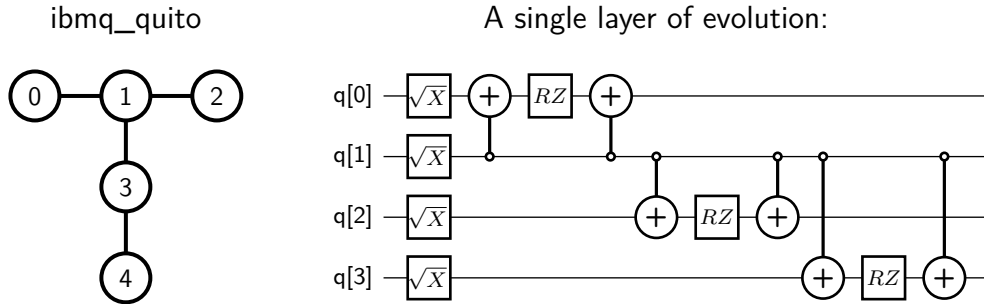 ibmq_quito
A single layer of evolution:
0 1 2
3
4
q[0] √X + RZ +
q[1] √X
q[2] √X + RZ +
q[3] √X + RZ +